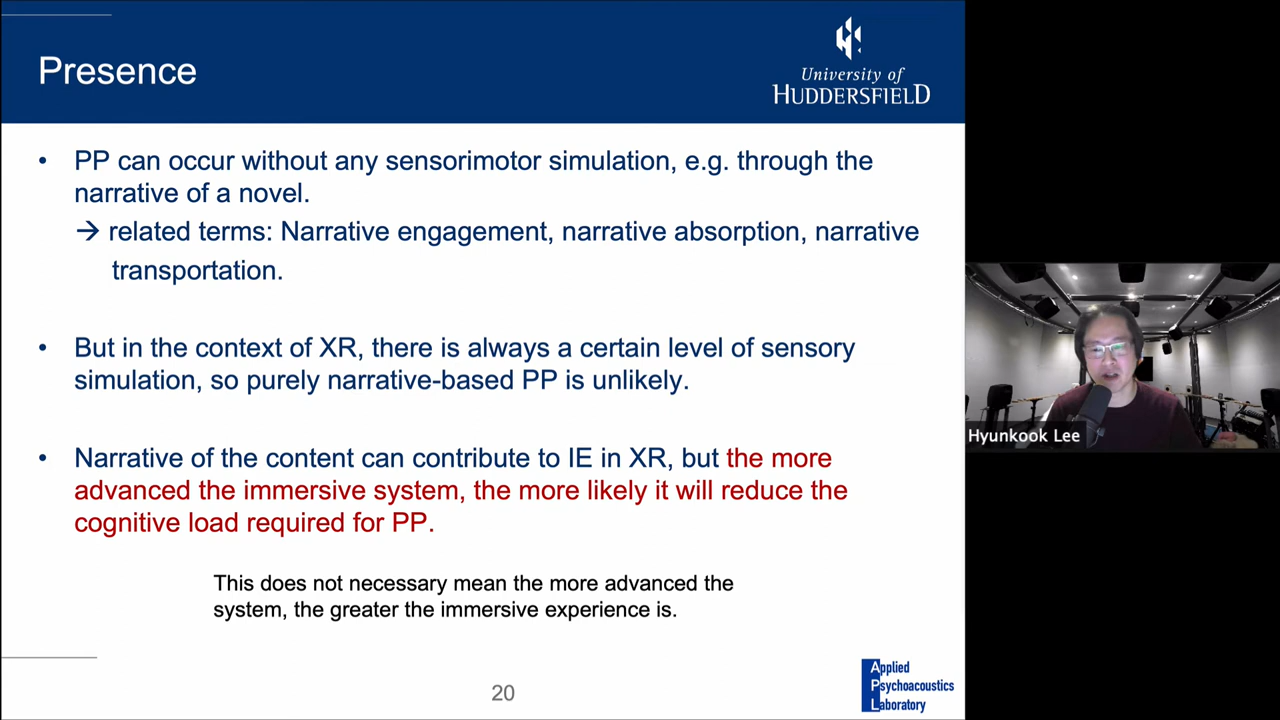 Presence
University of
HUDDERSFIELD
• PP can occur without any sensorimotor simulation, e.g. through the
narrative of a novel.
→ related terms: Narrative engagement, narrative absorption, narrative
transportation.
• But in the context of XR, there is always a certain level of sensory
simulation, so purely narrative-based PP is unlikely.
• Narrative of the content can contribute to IE in XR, but the more
advanced the immersive system, the more likely it will reduce the
cognitive load required for PP.
This does not necessary mean the more advanced the
system, the greater the immersive experience is.
20
Applied
Psychoacoustics
Laboratory
Hyunkook Lee